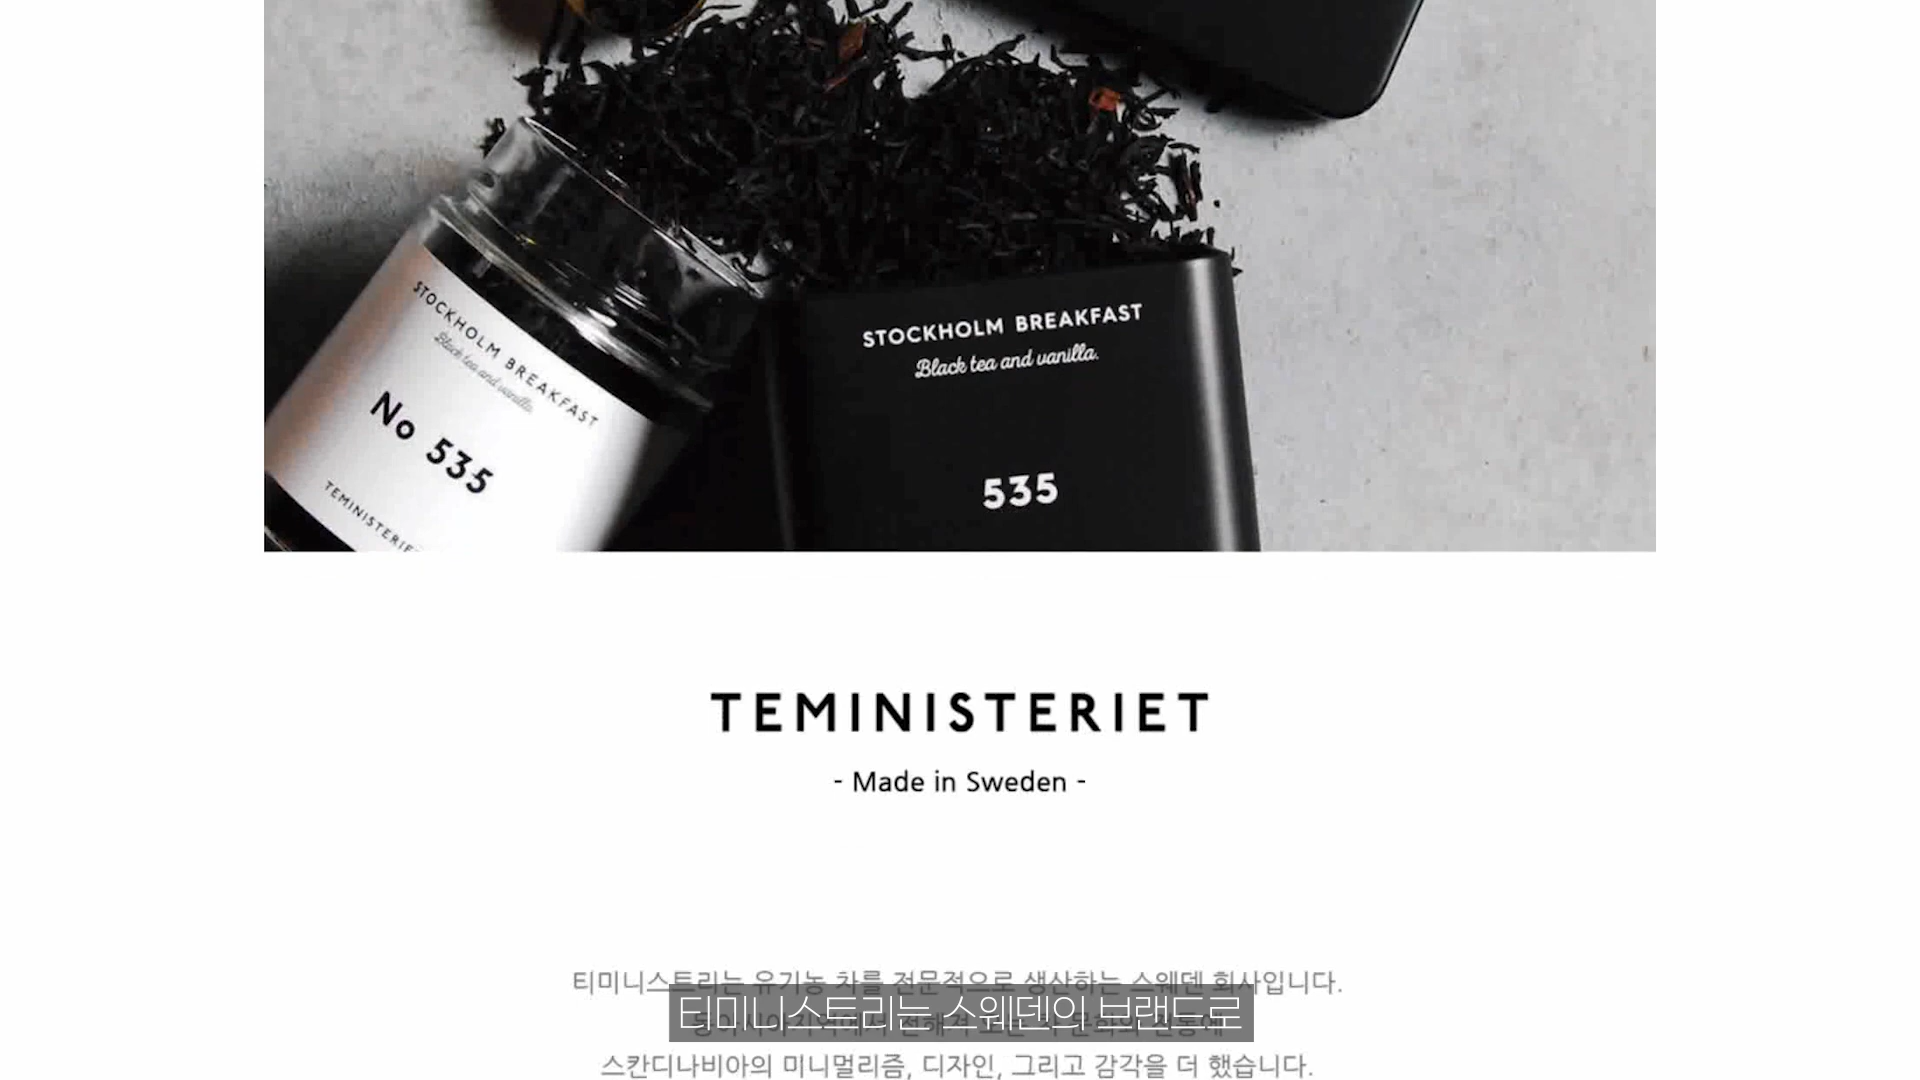 STOCKHOLM BREAKFAST
Black tea and vanilla.
No 535
TEMINISTERIE
STOCKHOLM BREAKFAST
Black tea and vanilla.
535
TEMINISTERIET
- Made in Sweden -
티미니스트리는 유기농 차를 전문적으로 생산하는 스웨덴 회사입니다.
티미니스트리는 스웨덴의 브랜드로
스칸디나비아의 미니멀리즘, 디자인, 그리고 감각을 더 했습니다.